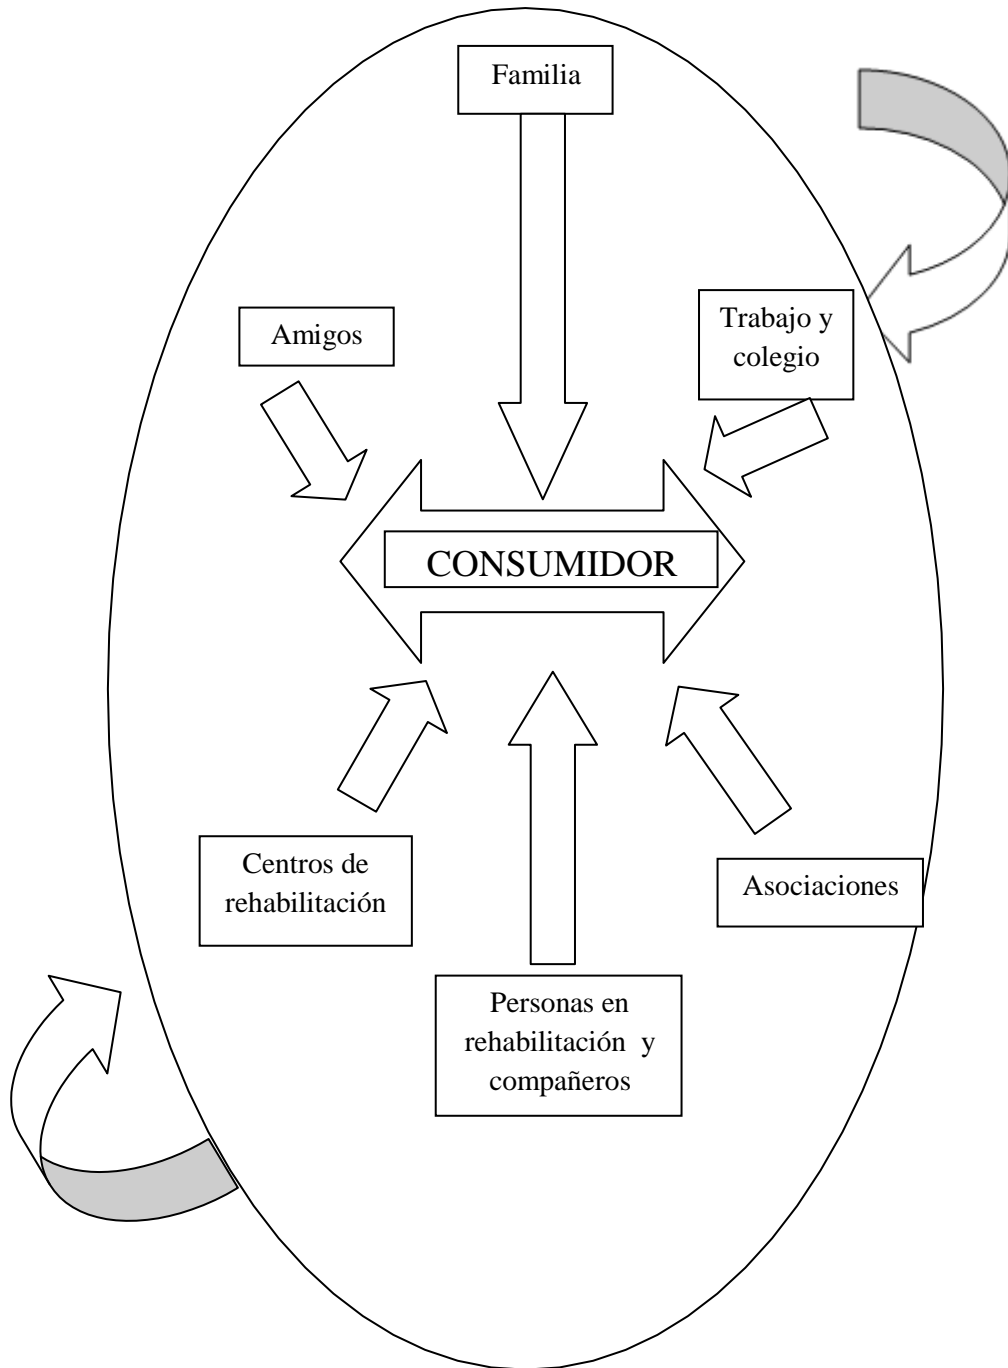 Familia
Amigos
Trabajo y
colegio
CONSUMIDOR
Centros de
rehabilitación
Asociaciones
Personas en
rehabilitación y
compañeros